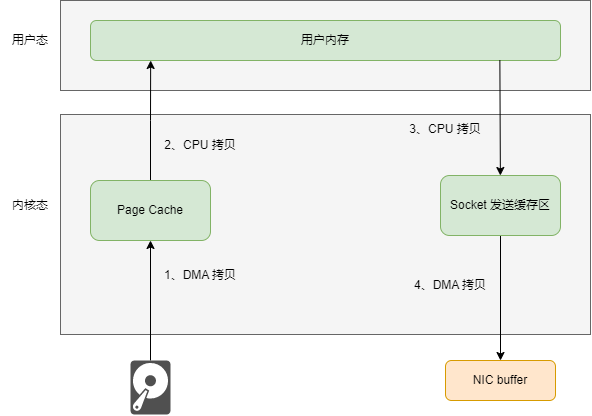 用户态
用户内存
3、CPU 拷贝
2、CPU 拷贝
内核态
Page Cache
Socket 发送缓存区
1、DMA 拷贝
4、DMA 拷贝
NIC buffer